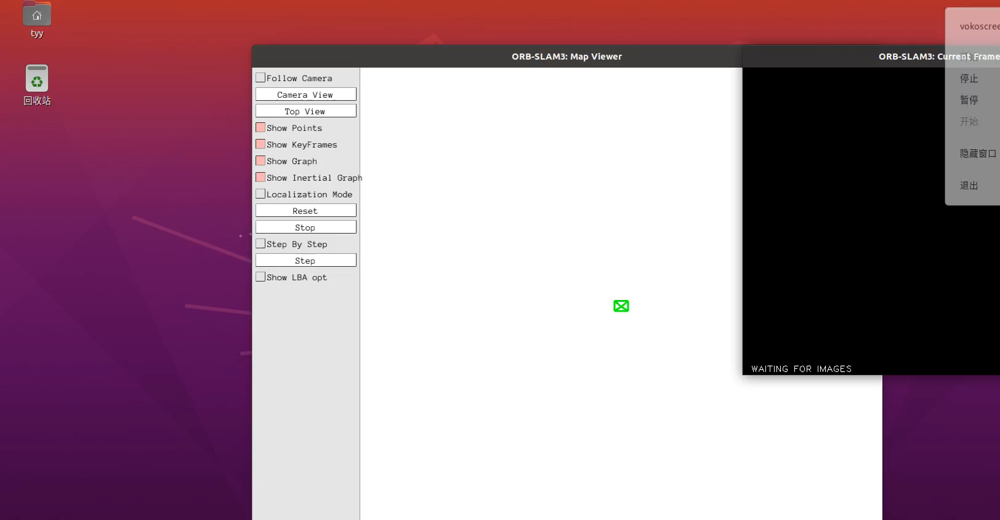 tyy
回收站
ORB-SLAM3: Map Viewer
Follow Camera
Camera View
Top View
Show Points
Show KeyFrames
Show Graph
Show Inertial Graph
Localization Mode
Reset
Stop
Step By Step
Step
Show LBA opt
ORB-SLAM3: Current Frame
WAITING FOR IMAGES
vokoscree
停止
暂停
开始
隐藏窗口
退出